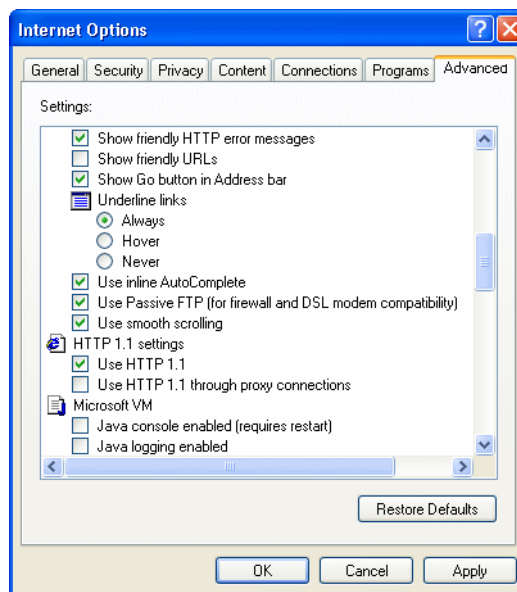 Internet Options
General Security Privacy Content Connections Programs Advanced
Settings:
Show friendly HTTP error messages
Show friendly URLs
Show Go button in Address bar
Underline links
Always
Hover
Never
Use inline AutoComplete
Use Passive FTP (for firewall and DSL modem compatibility)
Use smooth scrolling
HTTP 1.1 settings
Use HTTP 1.1
Use HTTP 1.1 through proxy connections
Microsoft VM
Java console enabled (requires restart)
Java logging enabled
Restore Defaults
OK Cancel Apply